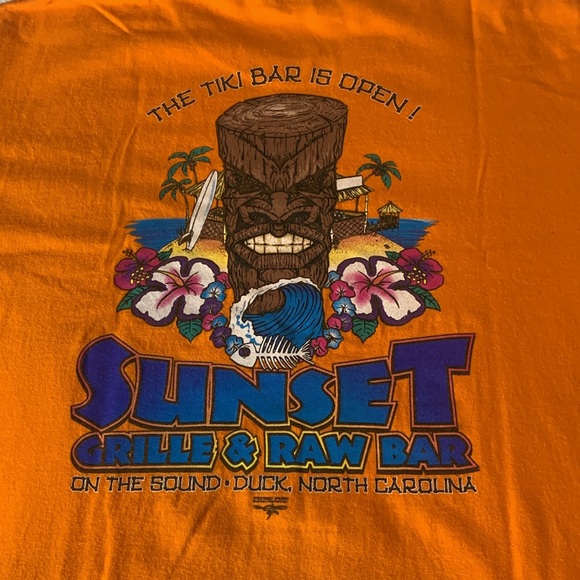 THE TIKI BAR IS OPEN!
SUNSET
GRILLE & RAW BAR
ON THE SOUND • DUCK, NORTH CAROLINA